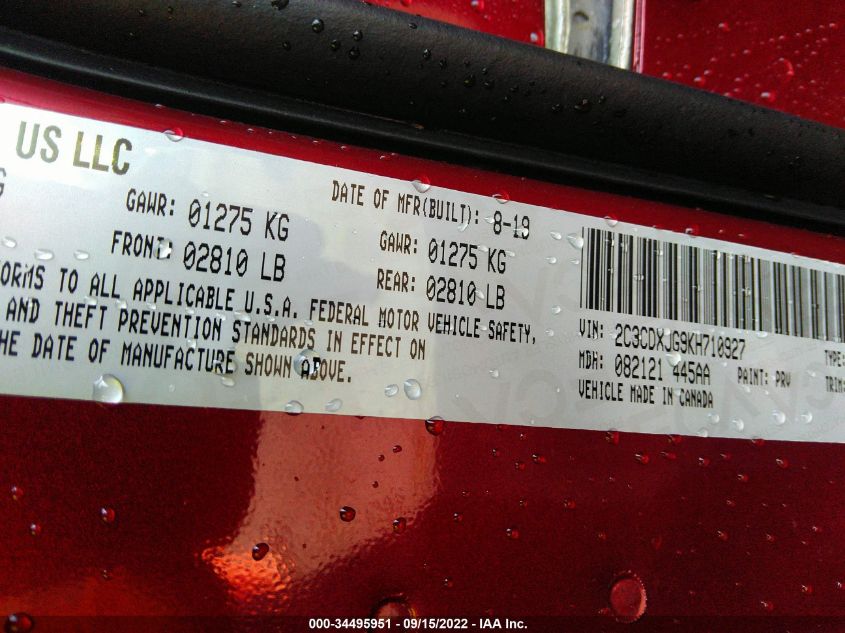 US LLC
G
GAWR: 01275 KG
FRONT: 02810 LB
DATE OF MFR(BUILT): 8-19
GAWR: 01275 KG
REAR: 02810 LB
ORMS TO ALL APPLICABLE U.S.A. FEDERAL MOTOR VEHICLE SAFETY,
AND THEFT PREVENTION STANDARDS IN EFFECT ON
HE DATE OF MANUFACTURE SHOWN ABOVE.
VIN: 2C3CDXJG9KH710927
TYPE:
MDH: 082121 445AA
PAINT: PRV
TRIM:
VEHICLE MADE IN CANADA
000-34495951 - 09/15/2022 - IAA Inc.